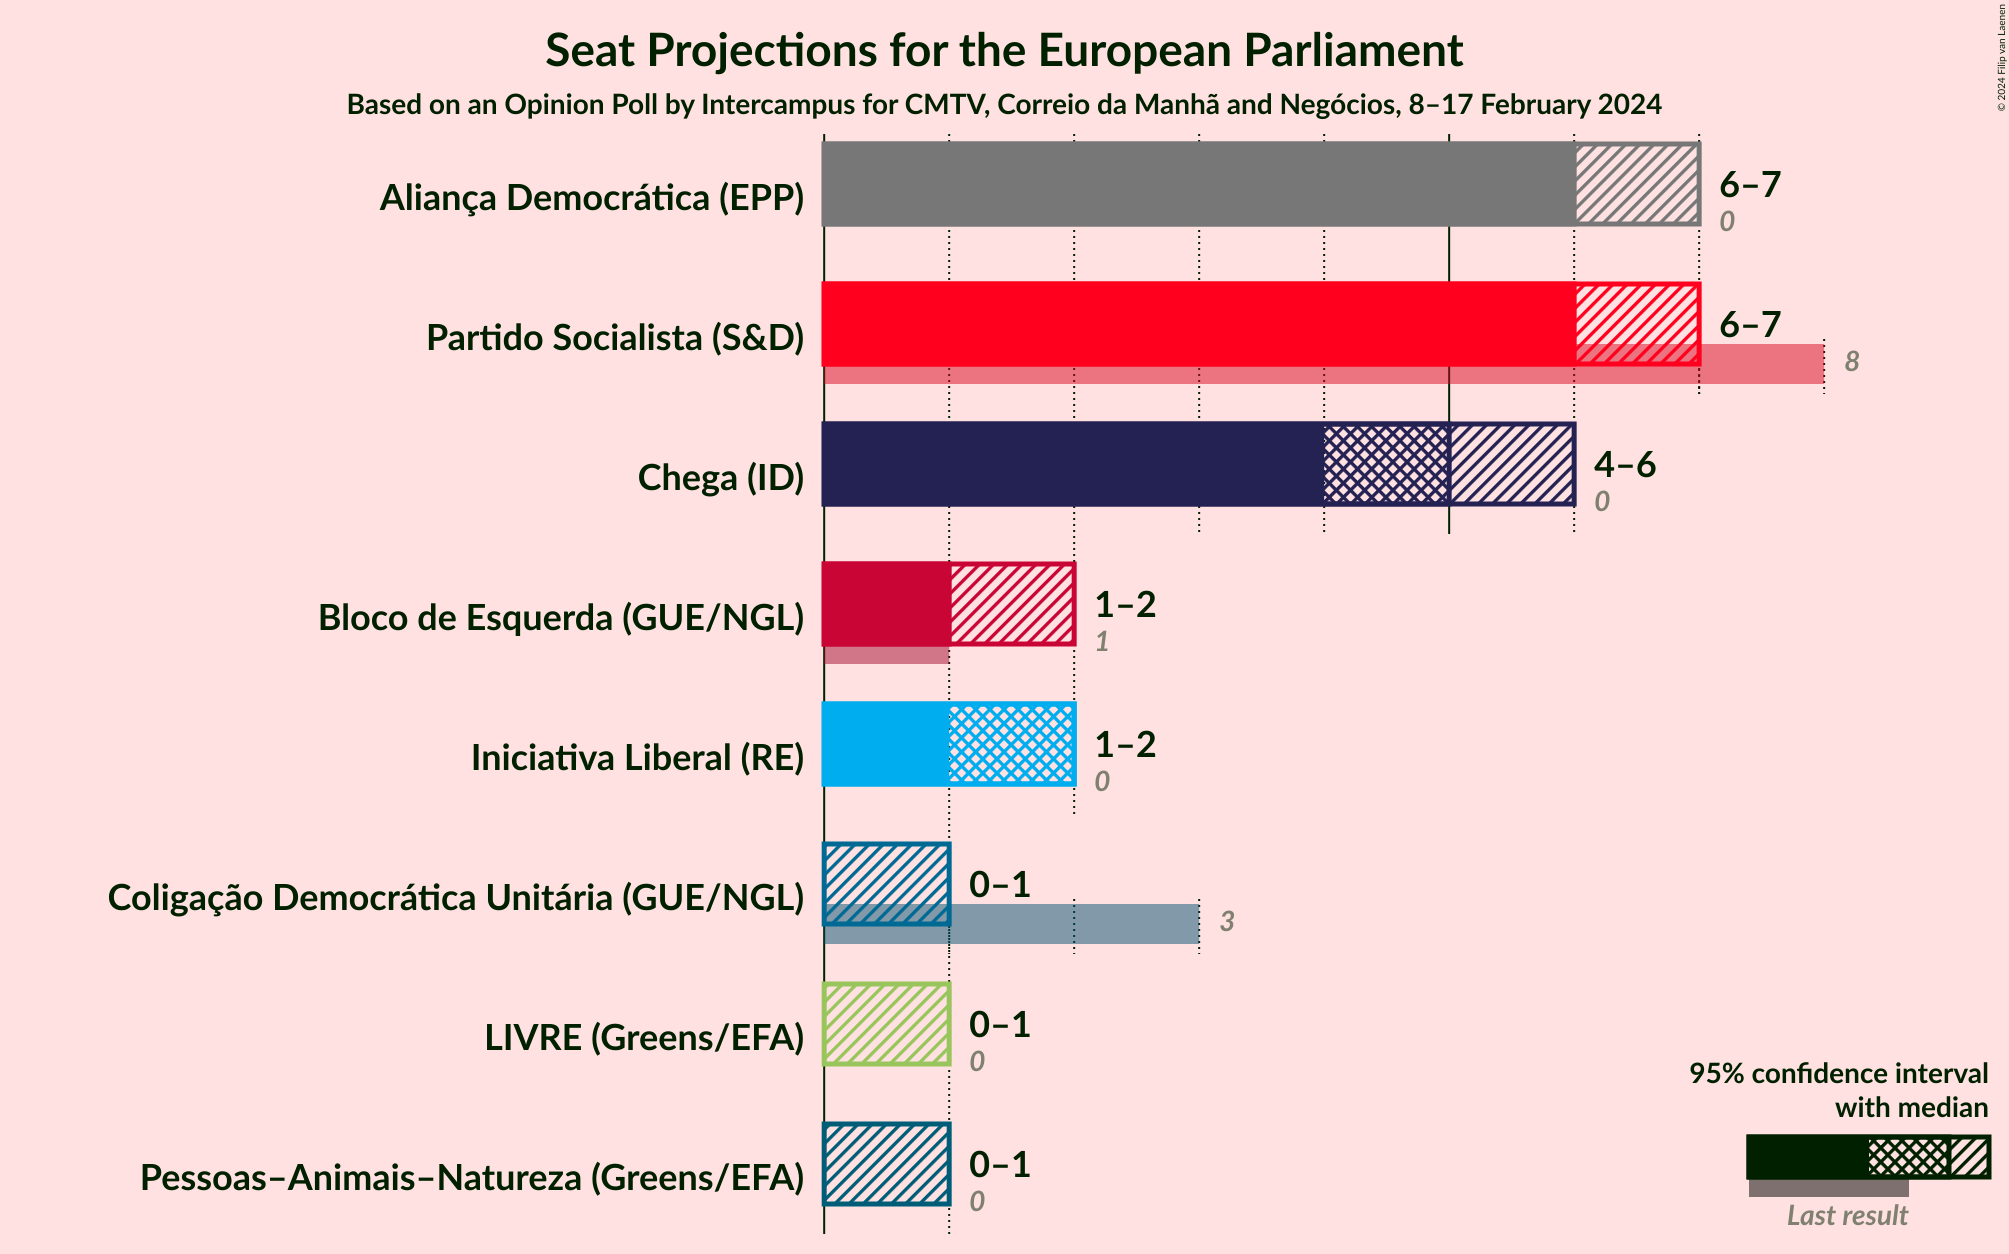 Seat Projections for the European Parliament
Based on an Opinion Poll by Intercampus for CMTV, Correio da Manhã and Negócios, 8–17 February 2024
© 2024 Filip van Laenen
Aliança Democrática (EPP)
6–7
0
Partido Socialista (S&D)
6–7
8
Chega (ID)
4–6
0
Bloco de Esquerda (GUE/NGL)
1–2
1
Iniciativa Liberal (RE)
1–2
0
Coligação Democrática Unitária (GUE/NGL)
0–1
3
LIVRE (Greens/EFA)
0–1
0
Pessoas–Animais–Natureza (Greens/EFA)
0–1
0
95% confidence interval
with median
Last result